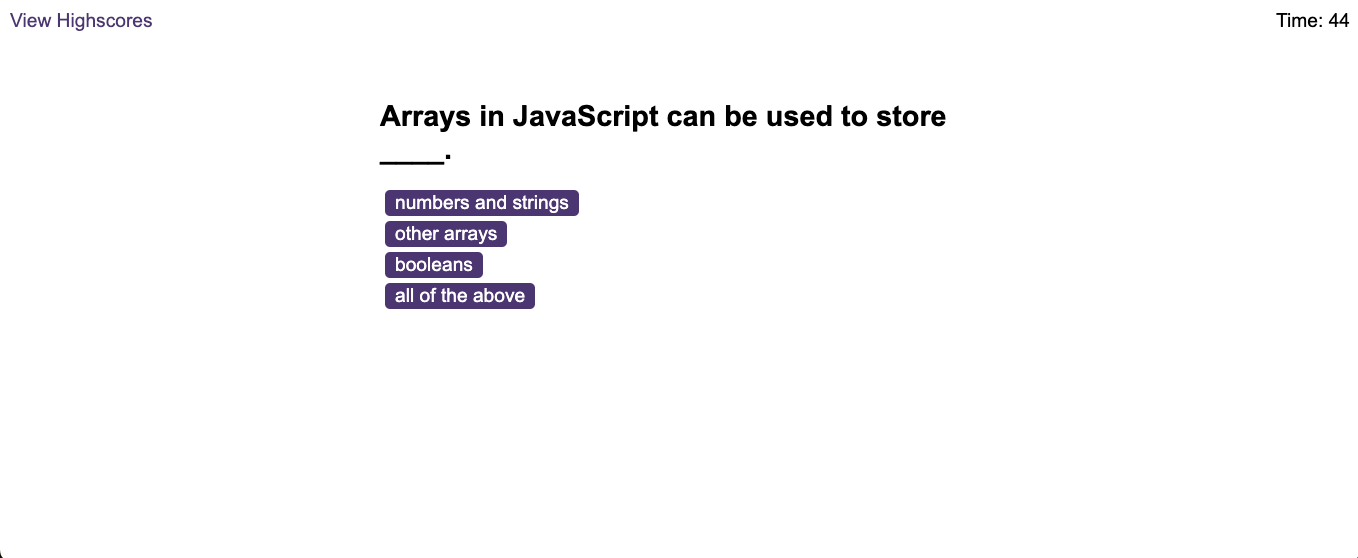 View Highscores
Time: 44
Arrays in JavaScript can be used to store
____.
numbers and strings
other arrays
booleans
all of the above